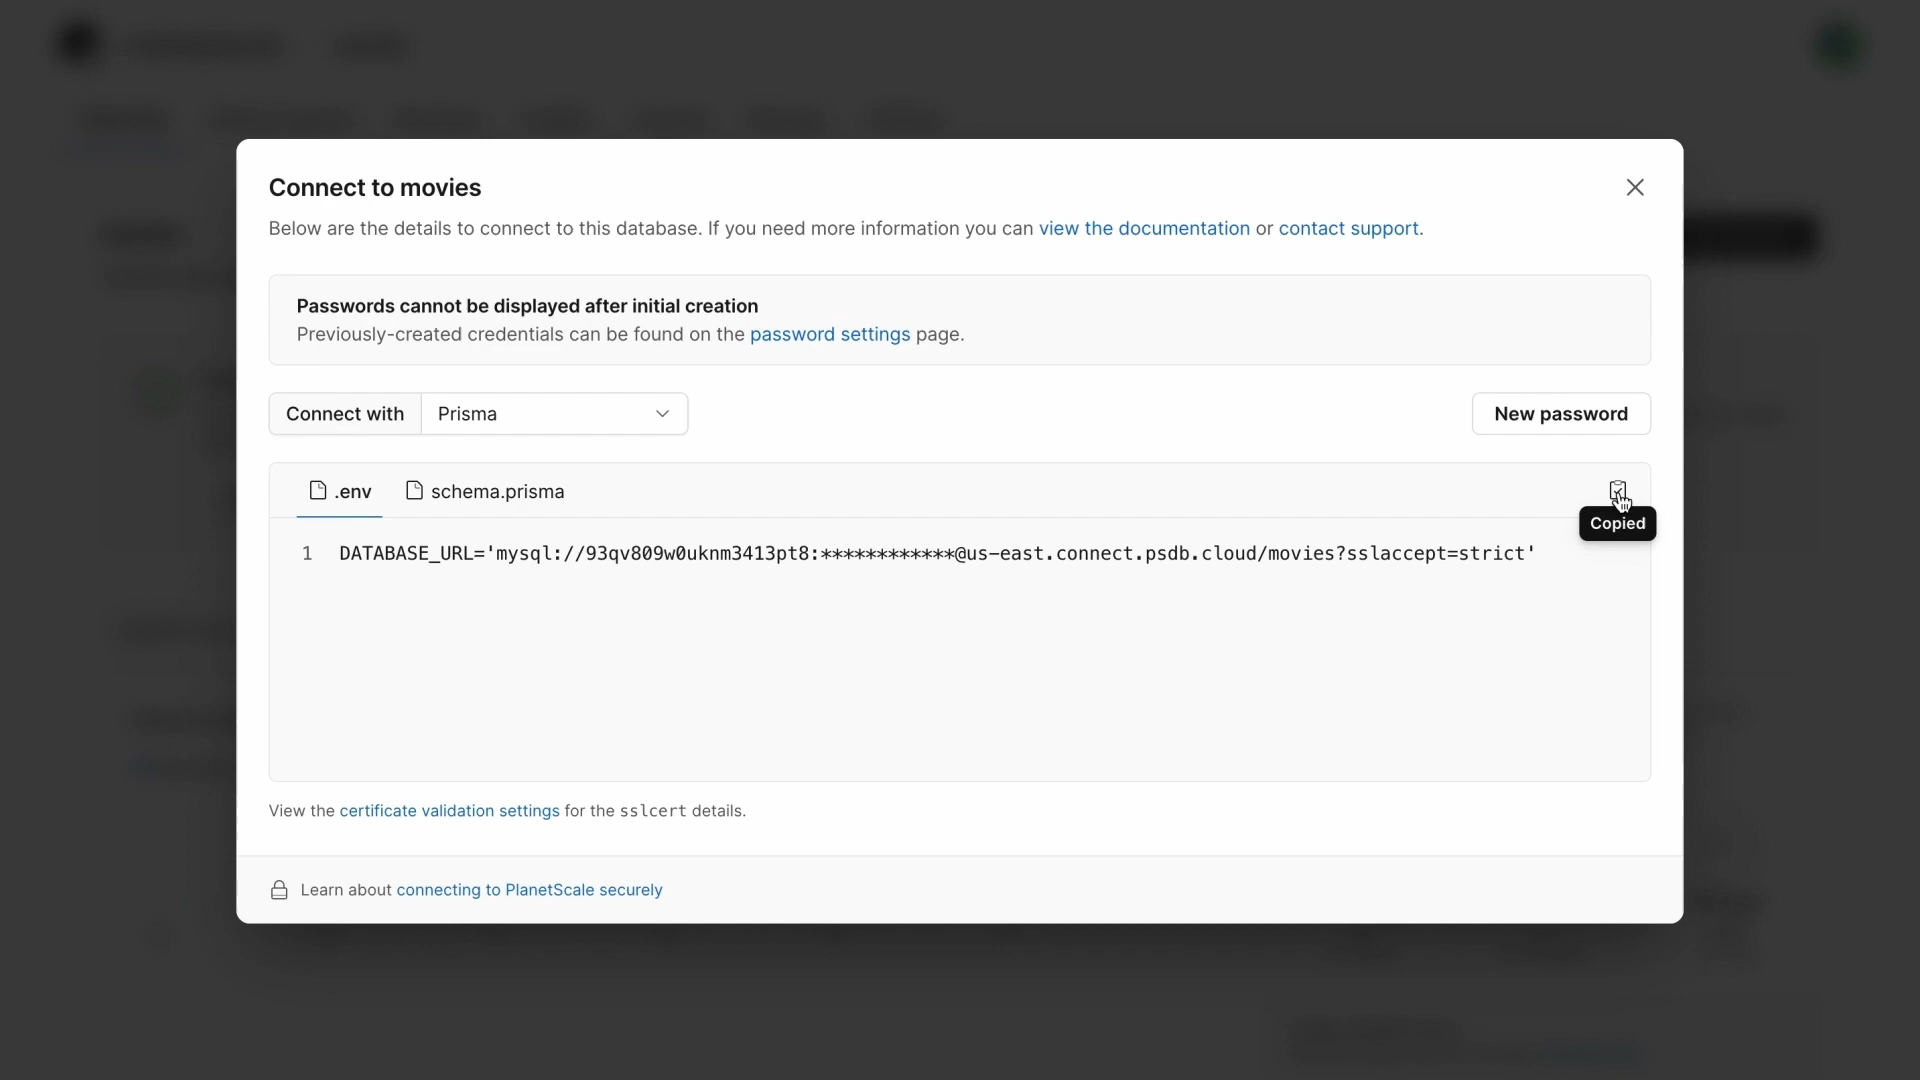 Connect to movies
Below are the details to connect to this database. If you need more information you can view the documentation or contact support.
Passwords cannot be displayed after initial creation
Previously-created credentials can be found on the password settings page.
Connect with Prisma
New password
.env schema.prisma
Copied
1 DATABASE_URL='mysql://93qv809w0uknm3413pt8:************@us-east.connect.psdb.cloud/movies?sslaccept=strict'
View the certificate validation settings for the sslcert details.
Learn about connecting to PlanetScale securely